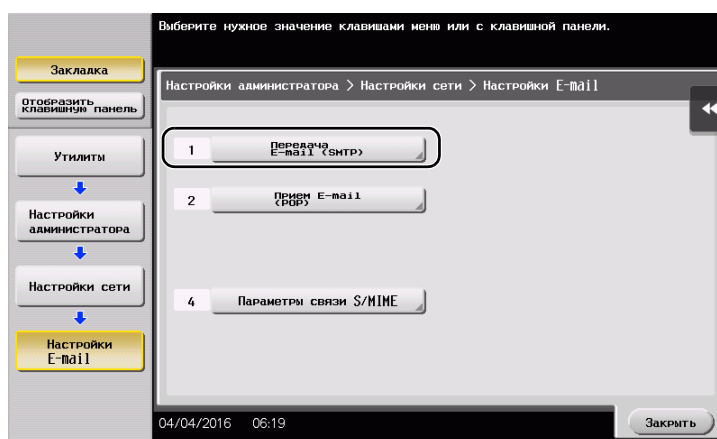 Выберите нужное значение клавишами меню или с клавишной панели.
Закладка
Отобразить
клавишную панель
Настройки администратора > Настройки сети > Настройки E-mail
Утилиты
Настройки
администратора
Настройки сети
Настройки
E-mail
1
Передача
E-mail (SMTP)
2
Прием E-mail
(POP)
4
Параметры связи S/MIME
04/04/2016 06:19
Закрыть